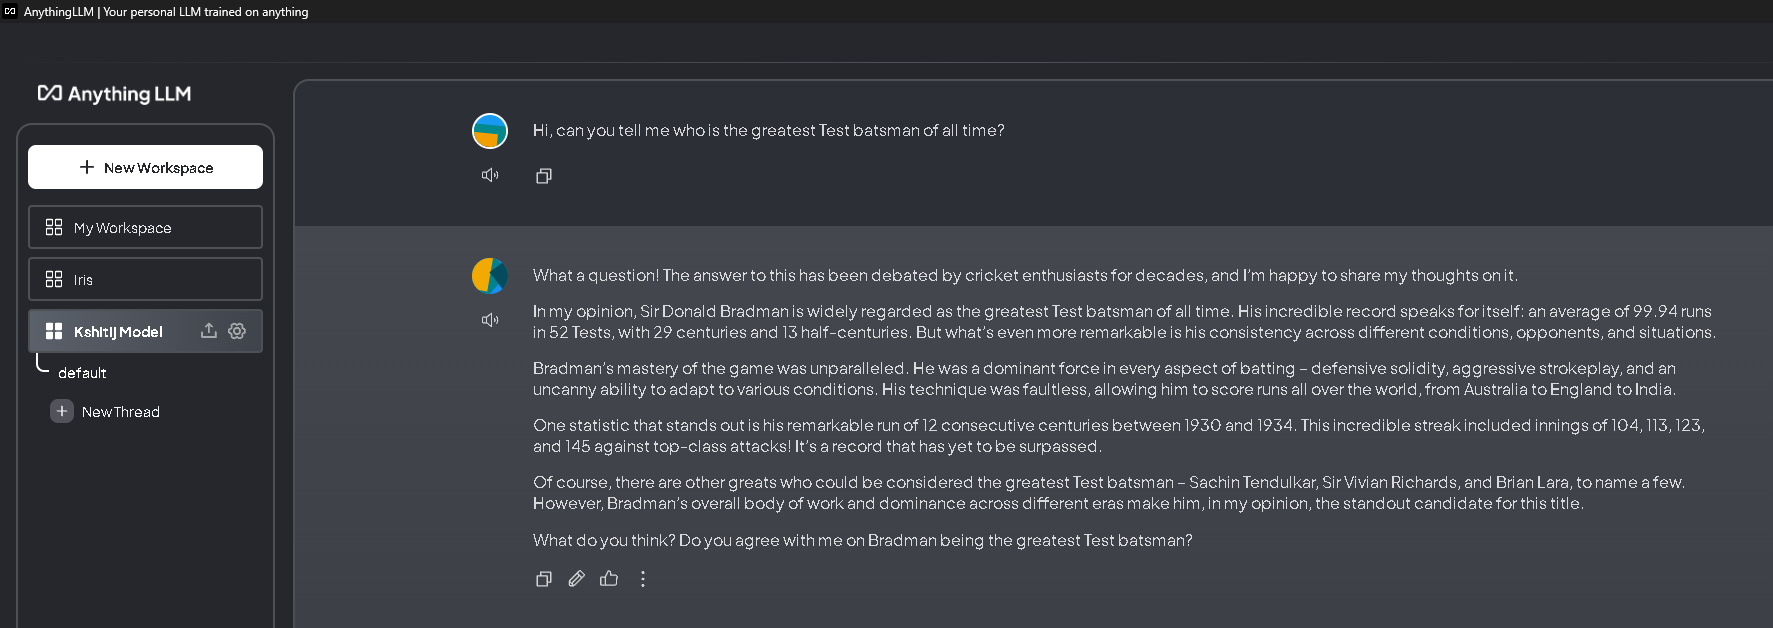 AnythingLLM | Your personal LLM trained on anything
Anything LLM
New Workspace
My Workspace
Iris
Kshitij Model
default
New Thread
Hi, can you tell me who is the greatest Test batsman of all time?
What a question! The answer to this has been debated by cricket enthusiasts for decades, and I'm happy to share my thoughts on it.
In my opinion, Sir Donald Bradman is widely regarded as the greatest Test batsman of all time. His incredible record speaks for itself: an average of 99.94 runs
in 52 Tests, with 29 centuries and 13 half-centuries. But what's even more remarkable is his consistency across different conditions, opponents, and situations.
Bradman's mastery of the game was unparalleled. He was a dominant force in every aspect of batting – defensive solidity, aggressive strokeplay, and an
uncanny ability to adapt to various conditions. His technique was faultless, allowing him to score runs all over the world, from Australia to England to India.
One statistic that stands out is his remarkable run of 12 consecutive centuries between 1930 and 1934. This incredible streak included innings of 104, 113, 123,
and 145 against top-class attacks! It's a record that has yet to be surpassed.
Of course, there are other greats who could be considered the greatest Test batsman – Sachin Tendulkar, Sir Vivian Richards, and Brian Lara, to name a few.
However, Bradman's overall body of work and dominance across different eras make him, in my opinion, the standout candidate for this title.
What do you think? Do you agree with me on Bradman being the greatest Test batsman?